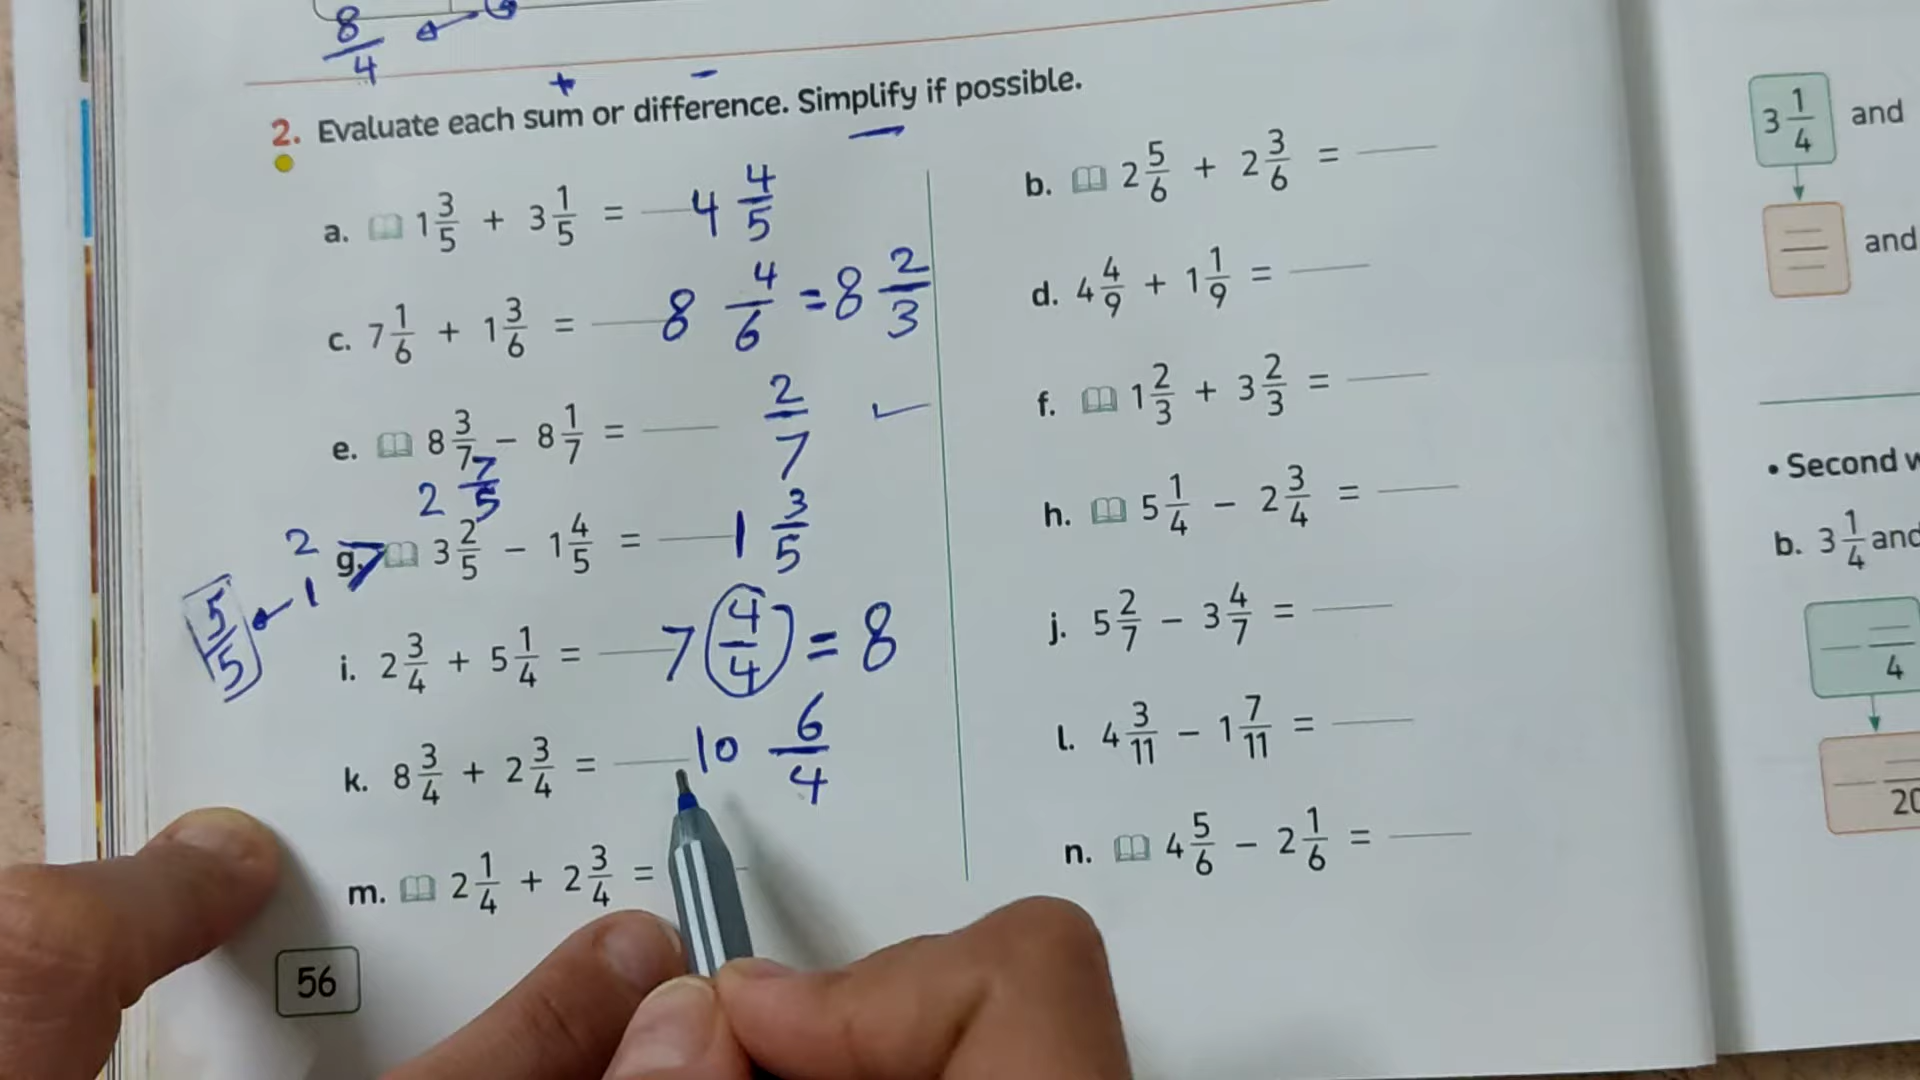 8/4
+ −
2. Evaluate each sum or difference. Simplify if possible.
a. 1 3/5 + 3 1/5 = 4 4/5
c. 7 1/6 + 1 3/6 = 8 4/6 = 8 2/3
e. 8 3/7 − 8 1/7 = 2/7
2 7/5
2
g. 3 2/5 − 1 4/5 = 1 3/5
5/5 1
i. 2 3/4 + 5 1/4 = 7 4/4 = 8
k. 8 3/4 + 2 3/4 = 10 6/4
m. 2 1/4 + 2 3/4 =
56
b. 2 5/6 + 2 3/6 =
d. 4 4/9 + 1 1/9 =
f. 1 2/3 + 3 2/3 =
h. 5 1/4 − 2 3/4 =
j. 5 2/7 − 3 4/7 =
l. 4 3/11 − 1 7/11 =
n. 4 5/6 − 2 1/6 =
3 1/4 and
and
• Second
b. 3 1/4 and
4